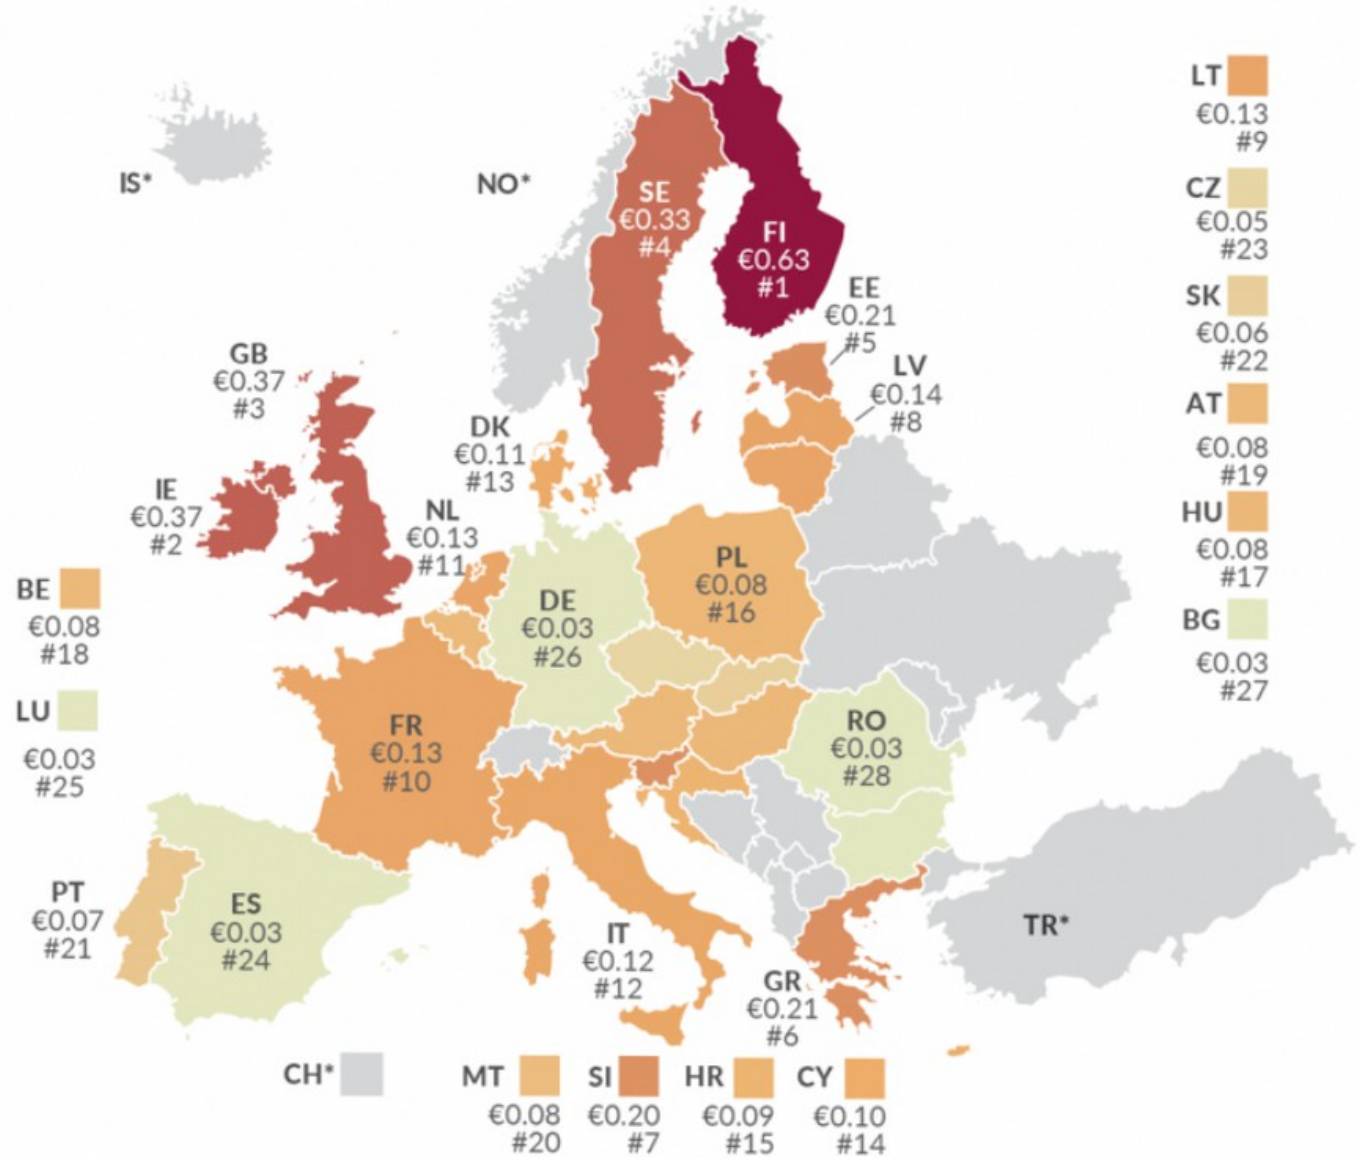 LT
€0.13
#9
IS*
NO*
CZ
€0.05
#23
SE
€0.33
#4
FI
€0.63
#1
SK
€0.06
#22
EE
€0.21
#5
GB
€0.37
#3
LV
€0.14
#8
AT
€0.08
#19
DK
€0.11
#13
IE
€0.37
#2
NL
€0.13
#11
HU
€0.08
#17
PL
€0.08
#16
BE
€0.08
#18
DE
€0.03
#26
BG
€0.03
#27
LU
€0.03
#25
FR
€0.13
#10
RO
€0.03
#28
PT
€0.07
#21
ES
€0.03
#24
IT
€0.12
#12
TR*
GR
€0.21
#6
CH*
MT
€0.08
#20
SI
€0.20
#7
HR
€0.09
#15
CY
€0.10
#14